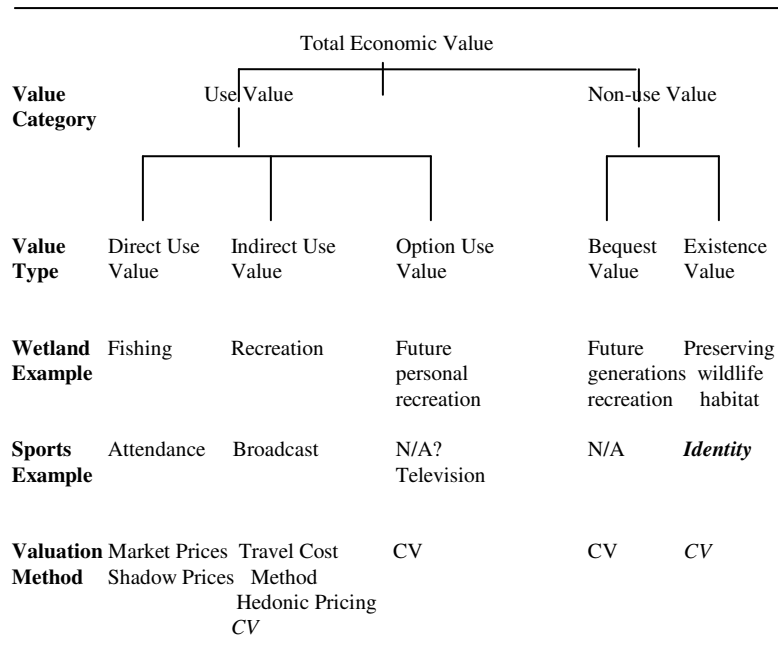 Total Economic Value
Value Use Value Non-use Value
Category
Value Direct Use Indirect Use Option Use Bequest Existence
Type Value Value Value Value Value
Wetland Fishing Recreation Future Future Preserving
Example personal generations wildlife
recreation recreation habitat
Sports Attendance Broadcast N/A? N/A Identity
Example Television
Valuation Market Prices Travel Cost CV CV CV
Method Shadow Prices Method
Hedonic Pricing
CV